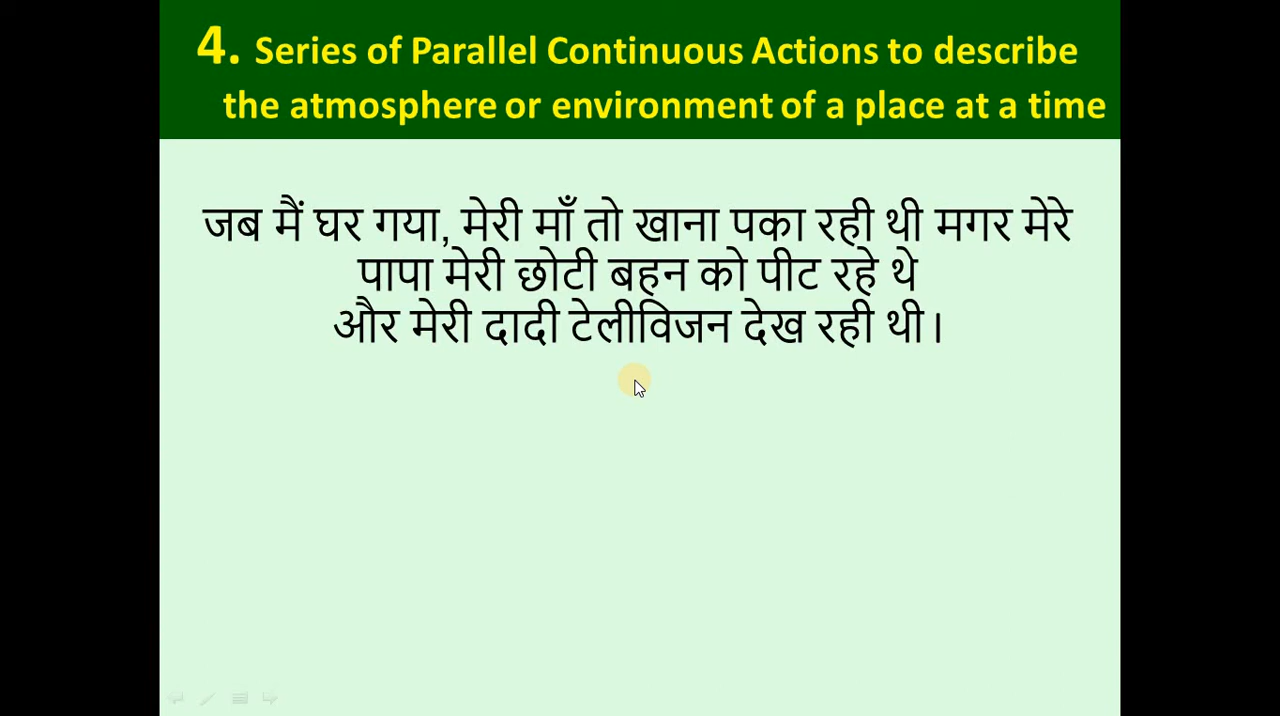 4. Series of Parallel Continuous Actions to describe
the atmosphere or environment of a place at a time
जब मैं घर गया, मेरी माँ तो खाना पका रही थी मगर मेरे
पापा मेरी छोटी बहन को पीट रहे थे
और मेरी दादी टेलीविजन देख रही थी।